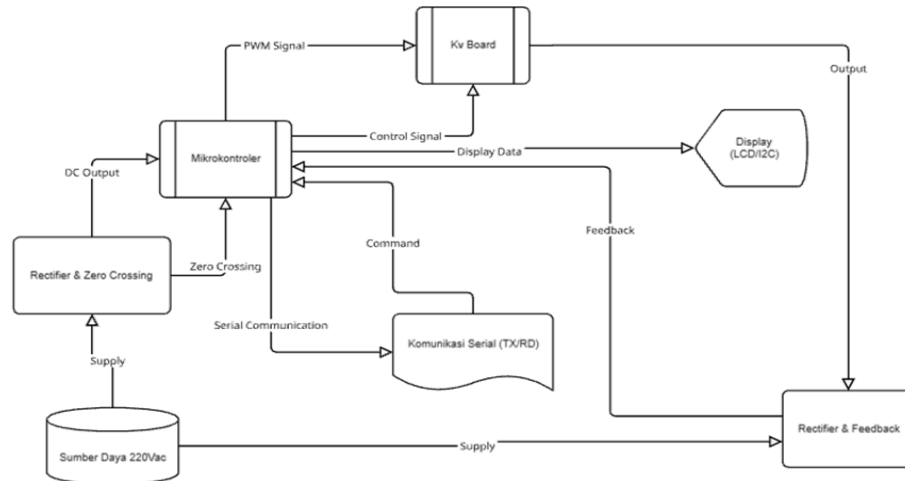 PWM Signal
Kv Board
Output
Control Signal
Mikrokontroler
Display Data
Display
(LCD/I2C)
DC Output
Feedback
Command
Zero Crossing
Rectifier & Zero Crossing
Serial Communication
Komunikasi Serial (TX/RD)
Supply
Rectifier & Feedback
Supply
Sumber Daya 220Vac